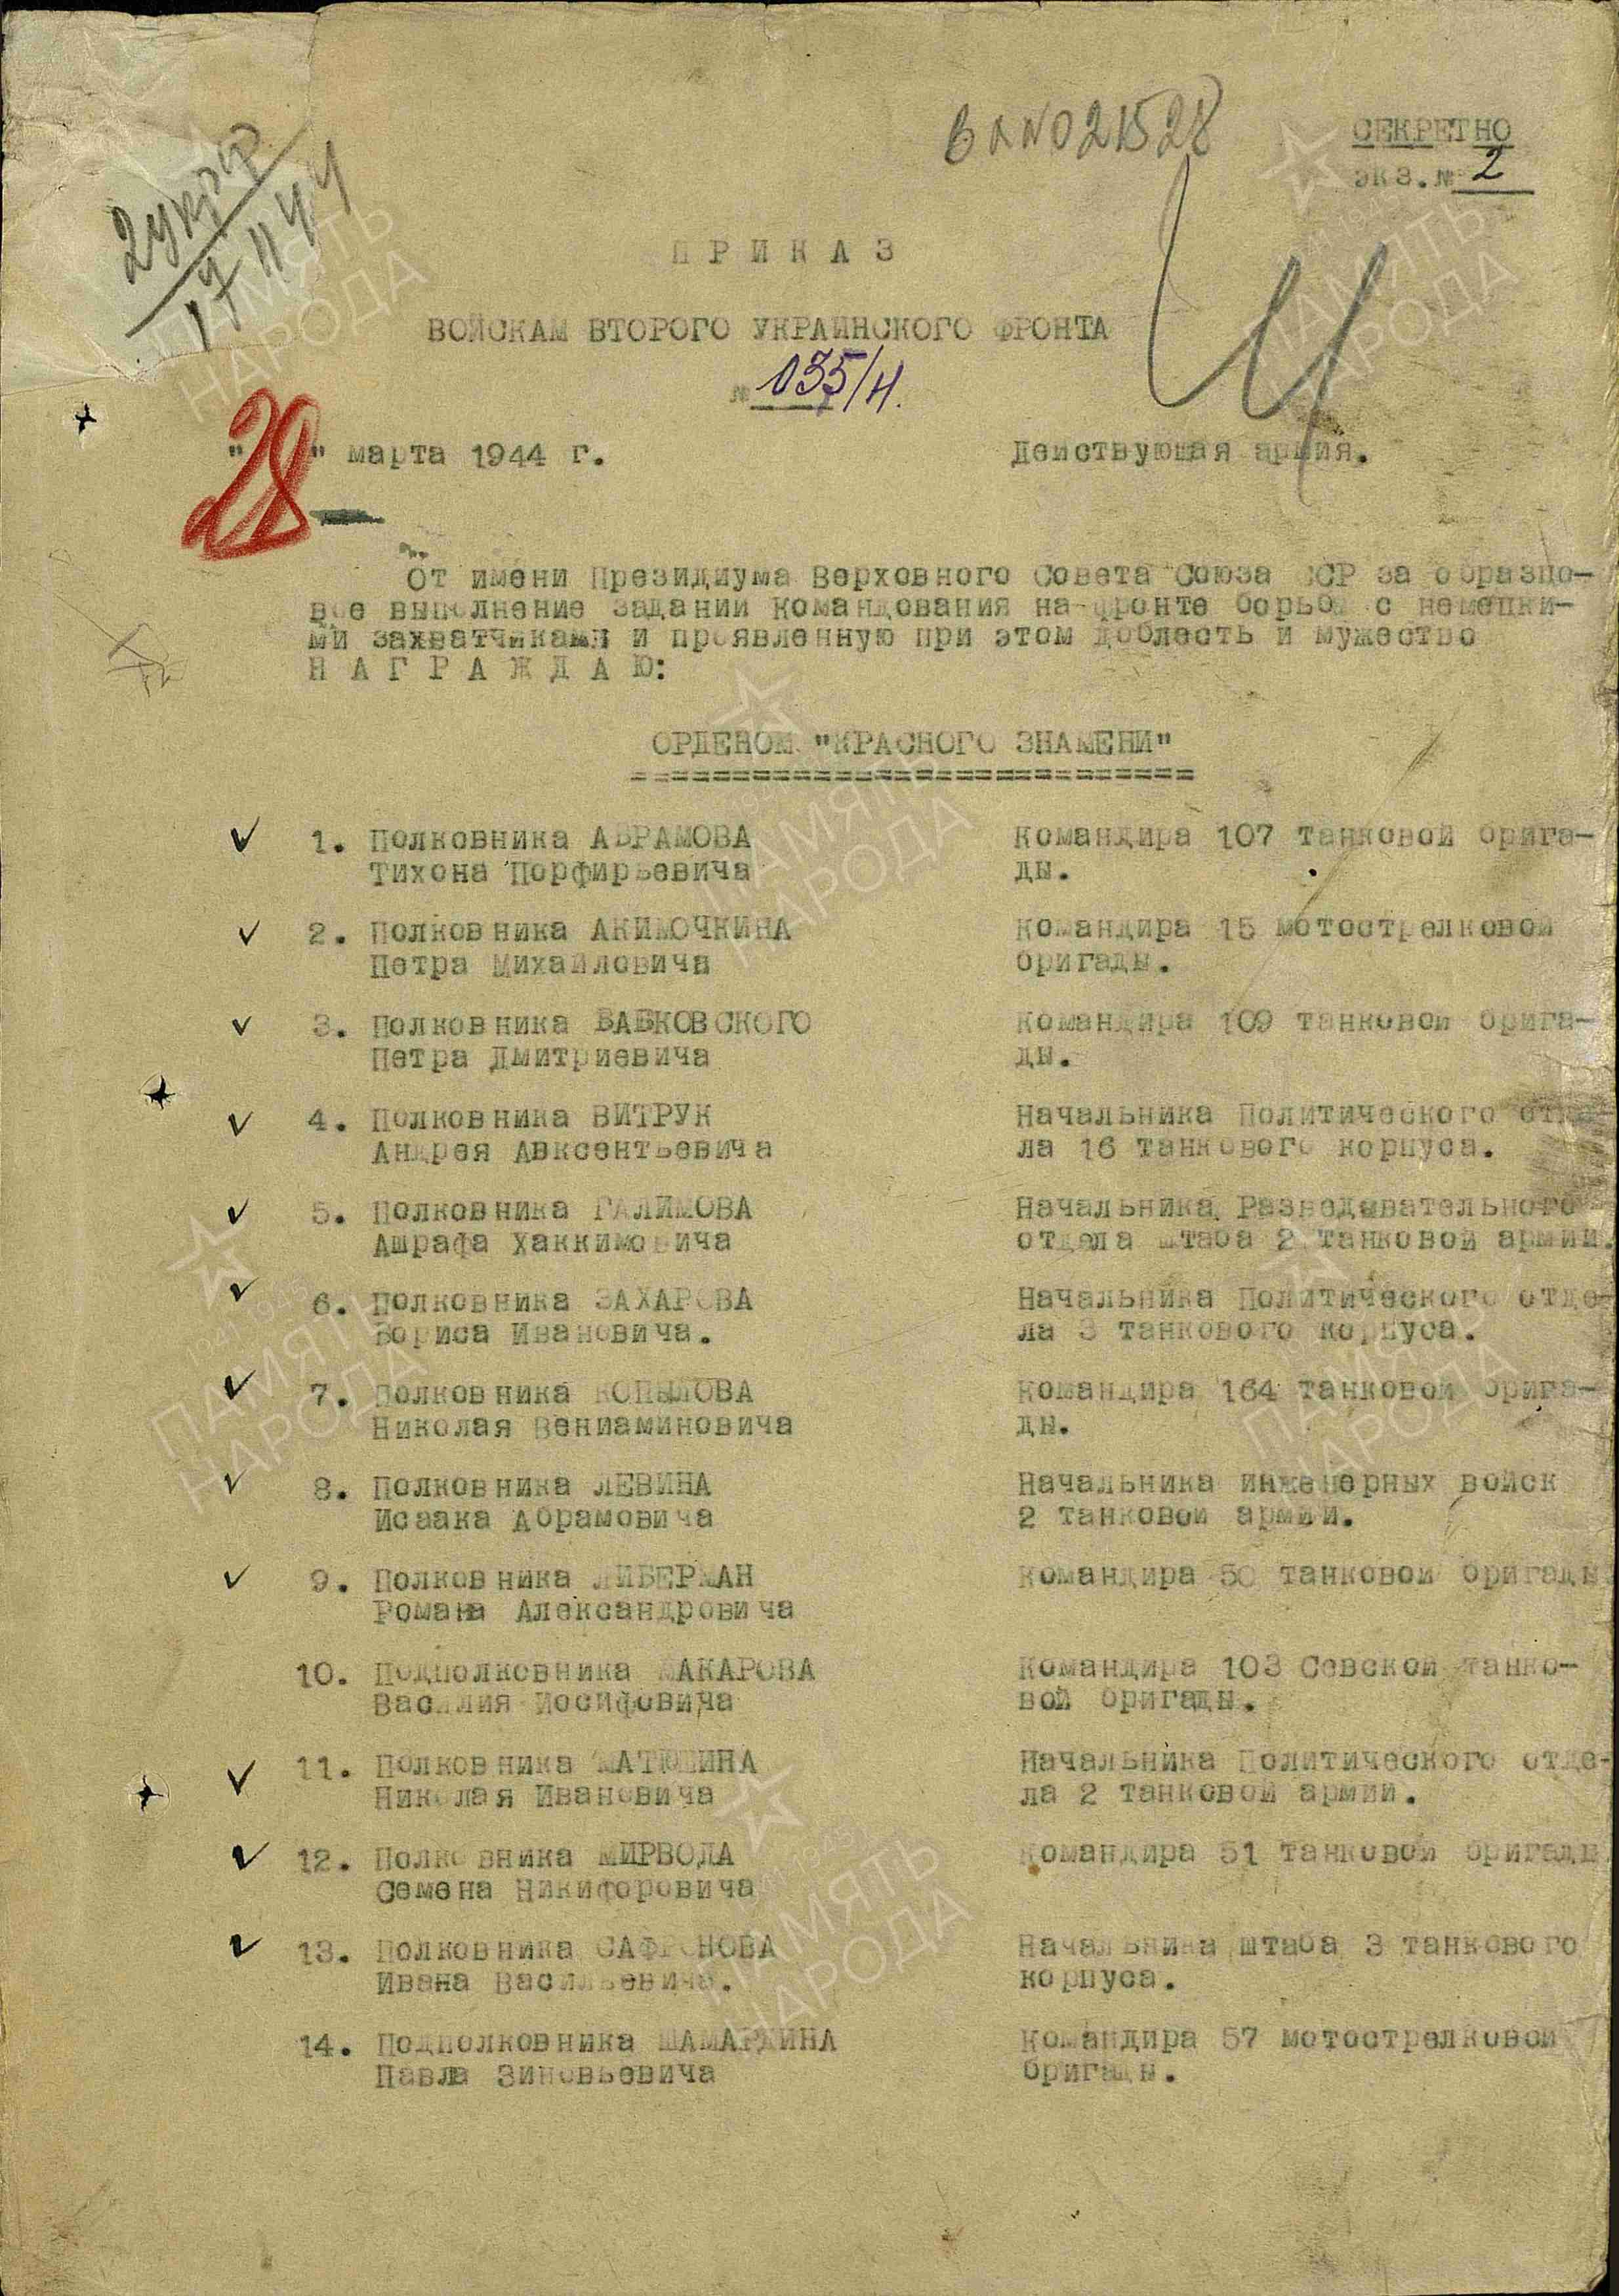 2 Укр ф
17 11 44
СЕКРЕТНО
ЭКЗ.№ 2
П Р И К А З
ВОЙСКАМ ВТОРОГО УКРАИНСКОГО ФРОНТА
№ 035/н.
"28" марта 1944 г. Действующая армия.
От имени Президиума Верховного Совета Союза ССР за образцо-
вое выполнение заданий командования на фронте борьбы с немецки-
ми захватчиками и проявленную при этом доблесть и мужество
Н А Г Р А Ж Д А Ю:
ОРДЕНОМ "КРАСНОГО ЗНАМЕНИ"
1. Полковника АБРАМОВА Командира 107 танковой брига-
Тихона Порфирьевича ды.
2. Полковника АКИМОЧКИНА Командира 15 мотострелковой
Петра Михайловича бригады.
3. Полковника БАБКОВСКОГО Командира 109 танковой брига-
Петра Дмитриевича ды.
4. Полковника ВИТРУК Начальника Политического отде-
Андрея Авксентьевича ла 16 танкового корпуса.
5. Полковника ГАЛИМОВА Начальника Разведывательного
Ашрафа Хаккимовича отдела штаба 2 танковой армии.
6. Полковника ЗАХАРОВА Начальника Политического отде-
Бориса Ивановича. ла 3 танкового корпуса.
7. Полковника КОПЫЛОВА Командира 164 танковой брига-
Николая Вениаминовича ды.
8. Полковника ЛЕВИНА Начальника инженерных войск
Исаака Абрамовича 2 танковой армии.
9. Полковника ЛИБЕРМАН Командира 50 танковой бригады
Романа Александровича
10. Подполковника МАКАРОВА Командира 103 Севской танко-
Василия Иосифовича вой бригады.
11. Полковника МАТЮШИНА Начальника Политического отде-
Николая Ивановича ла 2 танковой армии.
12. Полковника МИРВОДА Командира 51 танковой бригады
Семена Никифоровича
13. Полковника САФРОНОВА Начальника штаба 3 танкового
Ивана Васильевича. корпуса.
14. Подполковника ШАМАРДИНА Командира 57 мотострелковой
Павла Зиновьевича бригады.
ПАМЯТЬ
НАРОДА